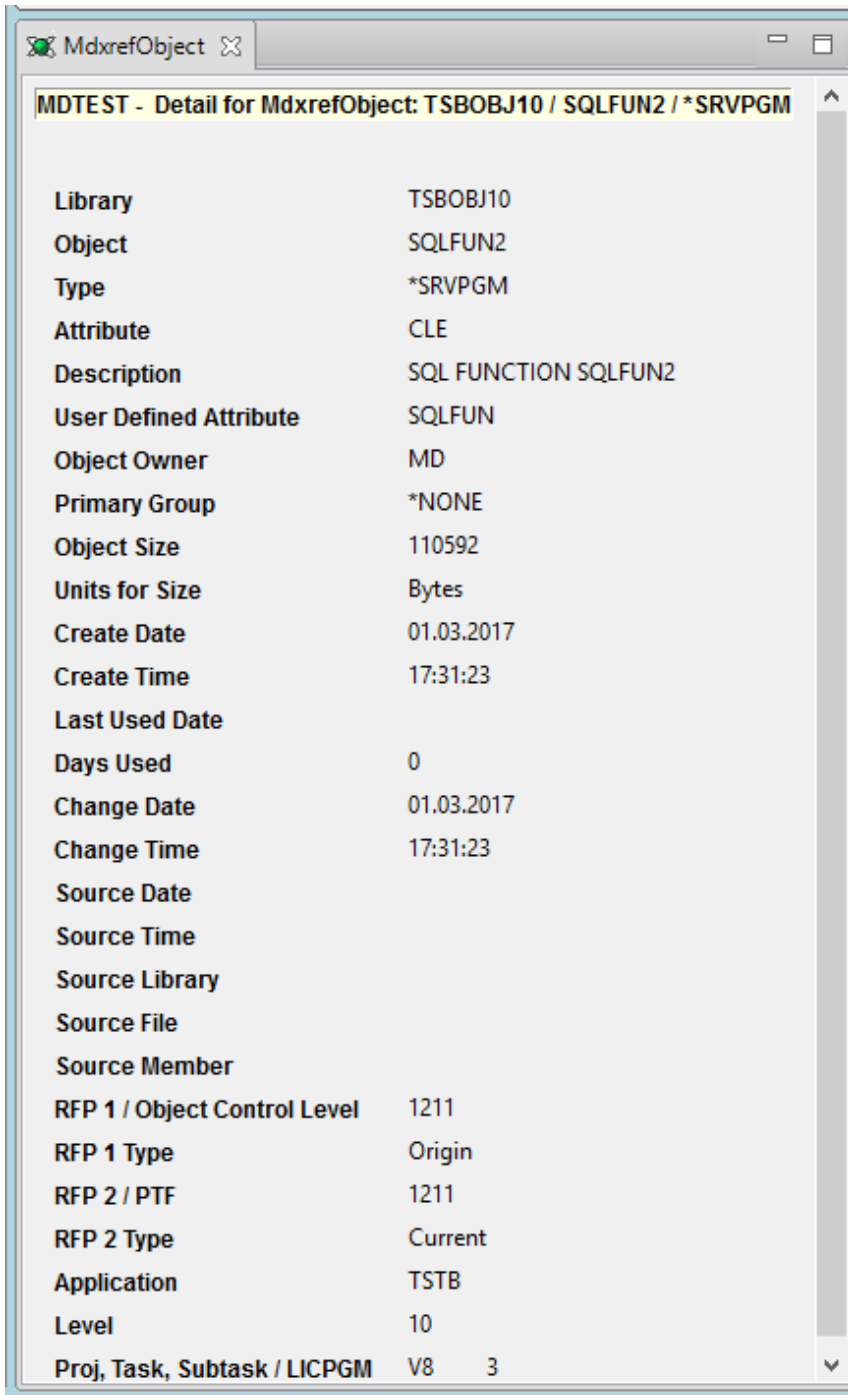 MdxrefObject
MDTEST - Detail for MdxrefObject: TSBOBJ10 / SQLFUN2 / *SRVPGM
Library TSBOBJ10
Object SQLFUN2
Type *SRVPGM
Attribute CLE
Description SQL FUNCTION SQLFUN2
User Defined Attribute SQLFUN
Object Owner MD
Primary Group *NONE
Object Size 110592
Units for Size Bytes
Create Date 01.03.2017
Create Time 17:31:23
Last Used Date
Days Used 0
Change Date 01.03.2017
Change Time 17:31:23
Source Date
Source Time
Source Library
Source File
Source Member
RFP 1 / Object Control Level 1211
RFP 1 Type Origin
RFP 2 / PTF 1211
RFP 2 Type Current
Application TSTB
Level 10
Proj, Task, Subtask / LICPGM V8 3